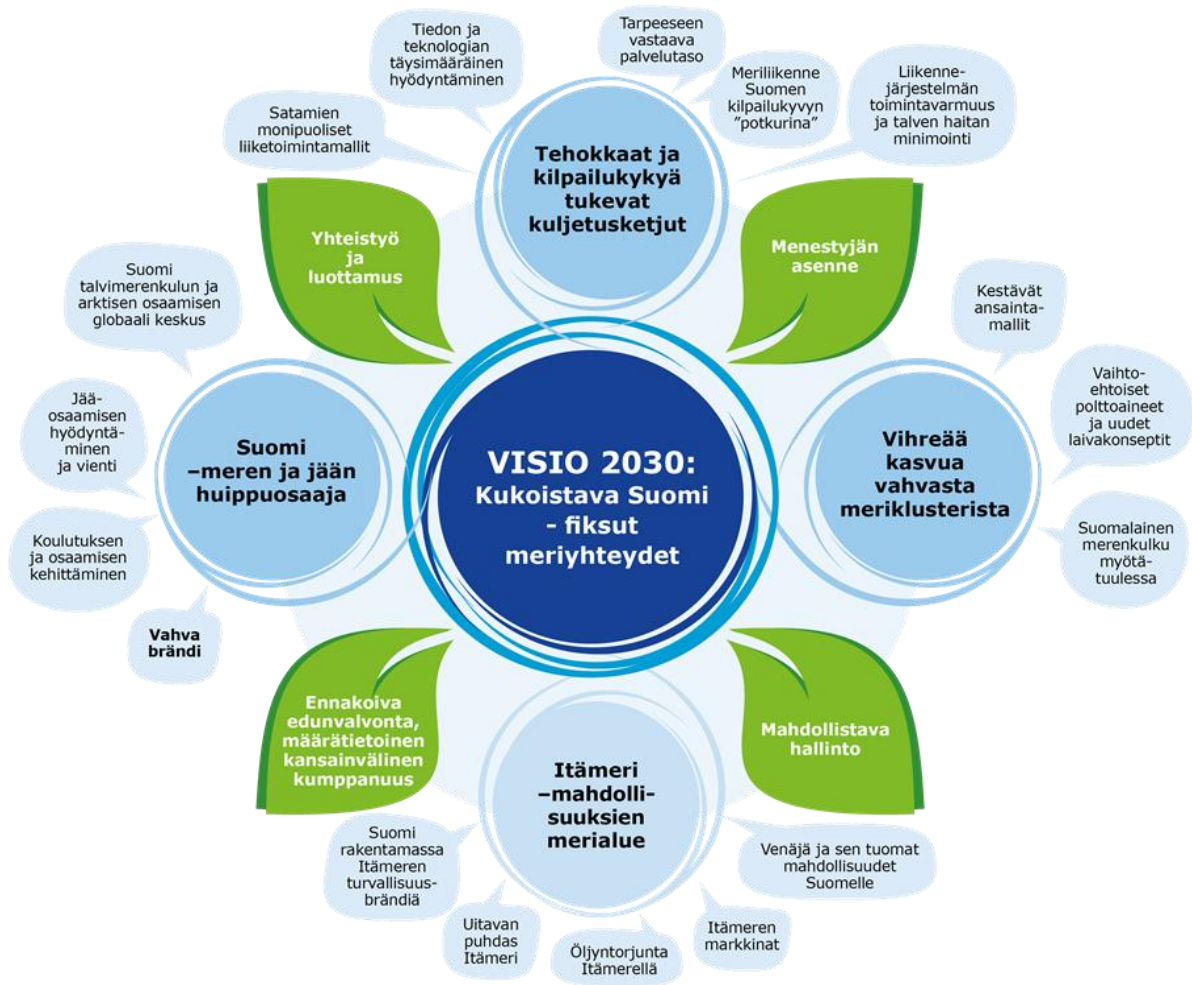 Tiedon ja
teknologian
täysimääräinen
hyödyntäminen
Tarpeeseen
vastaava
palvelutaso
Meriliikenne
Suomen
kilpailukyvyn
”potkurina”
Liikenne-
järjestelmän
toimintavarmuus
ja talven haitan
minimointi
Satamien
monipuoliset
liiketoimintamallit
Tehokkaat ja
kilpailukykyä
tukevat
kuljetusketjut
Yhteistyö
ja
luottamus
Menestyjän
asenne
Suomi
talvimerenkulun ja
arktisen osaamisen
globaali keskus
Kestävät
ansainta-
mallit
Jää-
osaamisen
hyödyntä-
minen
ja vienti
Vaihto-
ehtoiset
polttoaineet
ja uudet
laivakonseptit
Suomi
–meren ja jään
huippuosaaja
VISIO 2030:
Kukoistava Suomi
- fiksut
meriyhteydet
Vihreää
kasvua
vahvasta
meriklusterista
Koulutuksen
ja osaamisen
kehittäminen
Suomalainen
merenkulku
myötä-
tuulessa
Vahva
brändi
Ennakoiva
edunvalvonta,
määrätietoinen
kansainvälinen
kumppanuus
Mahdollistava
hallinto
Itämeri
–mahdolli-
suuksien
merialue
Suomi
rakentamassa
Itämeren
turvallisuus-
brändiä
Venäjä ja sen tuomat
mahdollisuudet
Suomelle
Uitavan
puhdas
Itämeri
Öljyntorjunta
Itämerellä
Itämeren
markkinat